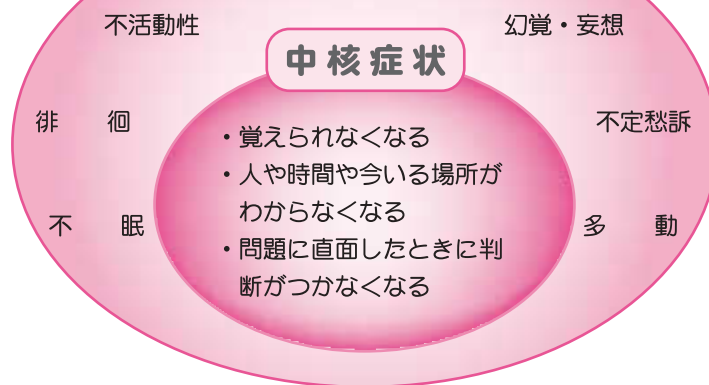 不活動性
幻覚・妄想
中核症状
徘徊
不定愁訴
不眠
多動
・覚えられなくなる
・人や時間や今いる場所が
わからなくなる
・問題に直面したときに判
断がつかなくなる